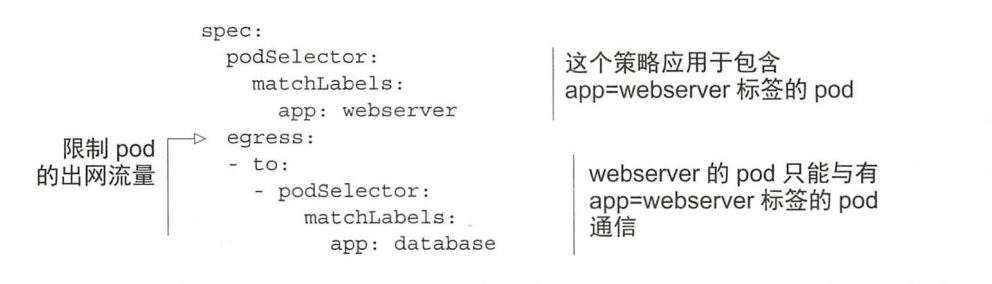 spec:
podSelector:
matchLabels:
app: webserver
这个策略应用于包含
app=webserver 标签的 pod
限制 pod
的出网流量
egress:
- to:
- podSelector:
matchLabels:
app: database
webserver 的 pod 只能与有
app=webserver 标签的 pod
通信